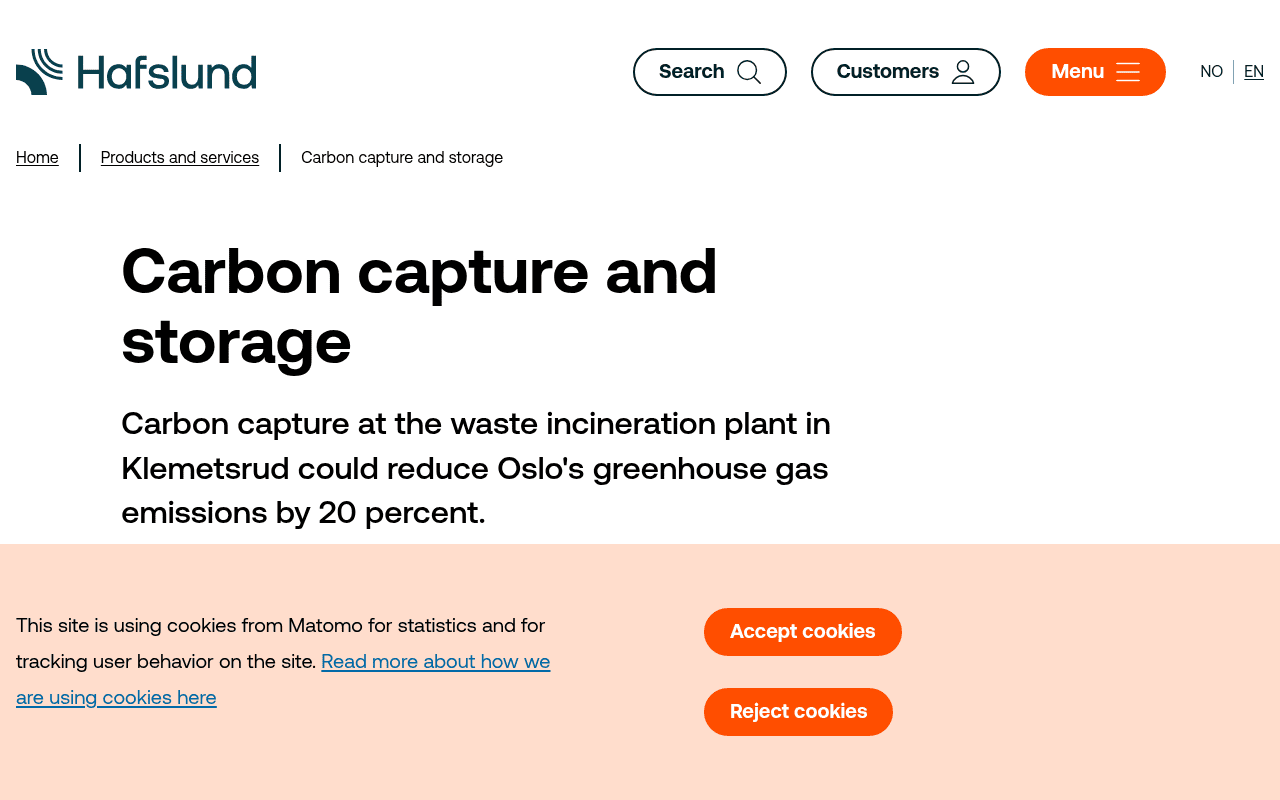 Hafslund
Search
Customers
Menu
NO
EN
Home
Products and services
Carbon capture and storage
Carbon capture and
storage
Carbon capture at the waste incineration plant in
Klemetsrud could reduce Oslo's greenhouse gas
emissions by 20 percent.
This site is using cookies from Matomo for statistics and for
tracking user behavior on the site. Read more about how we
are using cookies here
Accept cookies
Reject cookies